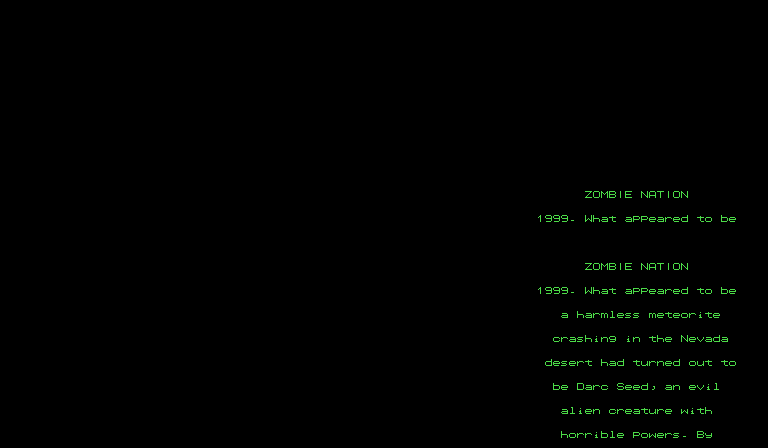 ZOMBIE NATION
1999. What appeared to be
ZOMBIE NATION
1999. What appeared to be
a harmless meteorite
crashing in the Nevada
desert had turned out to
be Darc Seed, an evil
alien creature with
horrible powers. By